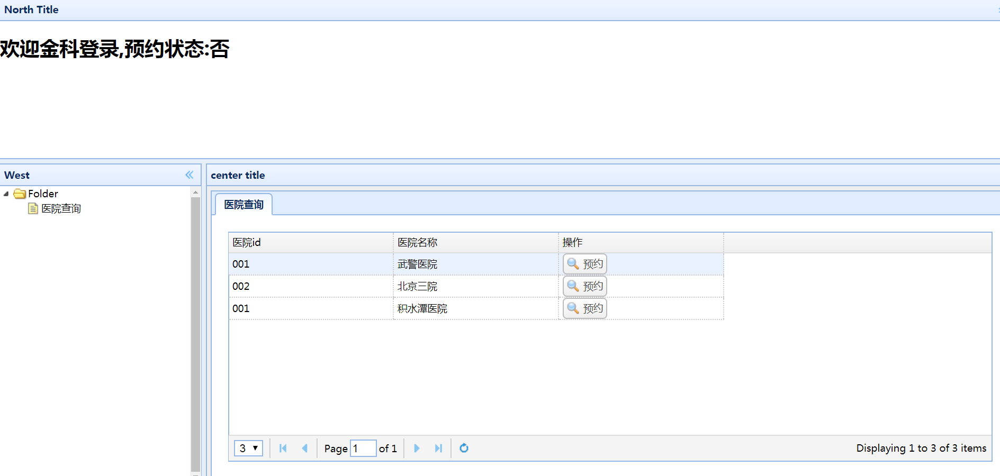 North Title
欢迎金科登录,预约状态:否
West
Folder
医院查询
center title
医院查询
医院id 医院名称 操作
001 武警医院 预约
002 北京三院 预约
001 积水潭医院 预约
3 Page 1 of 1 Displaying 1 to 3 of 3 items